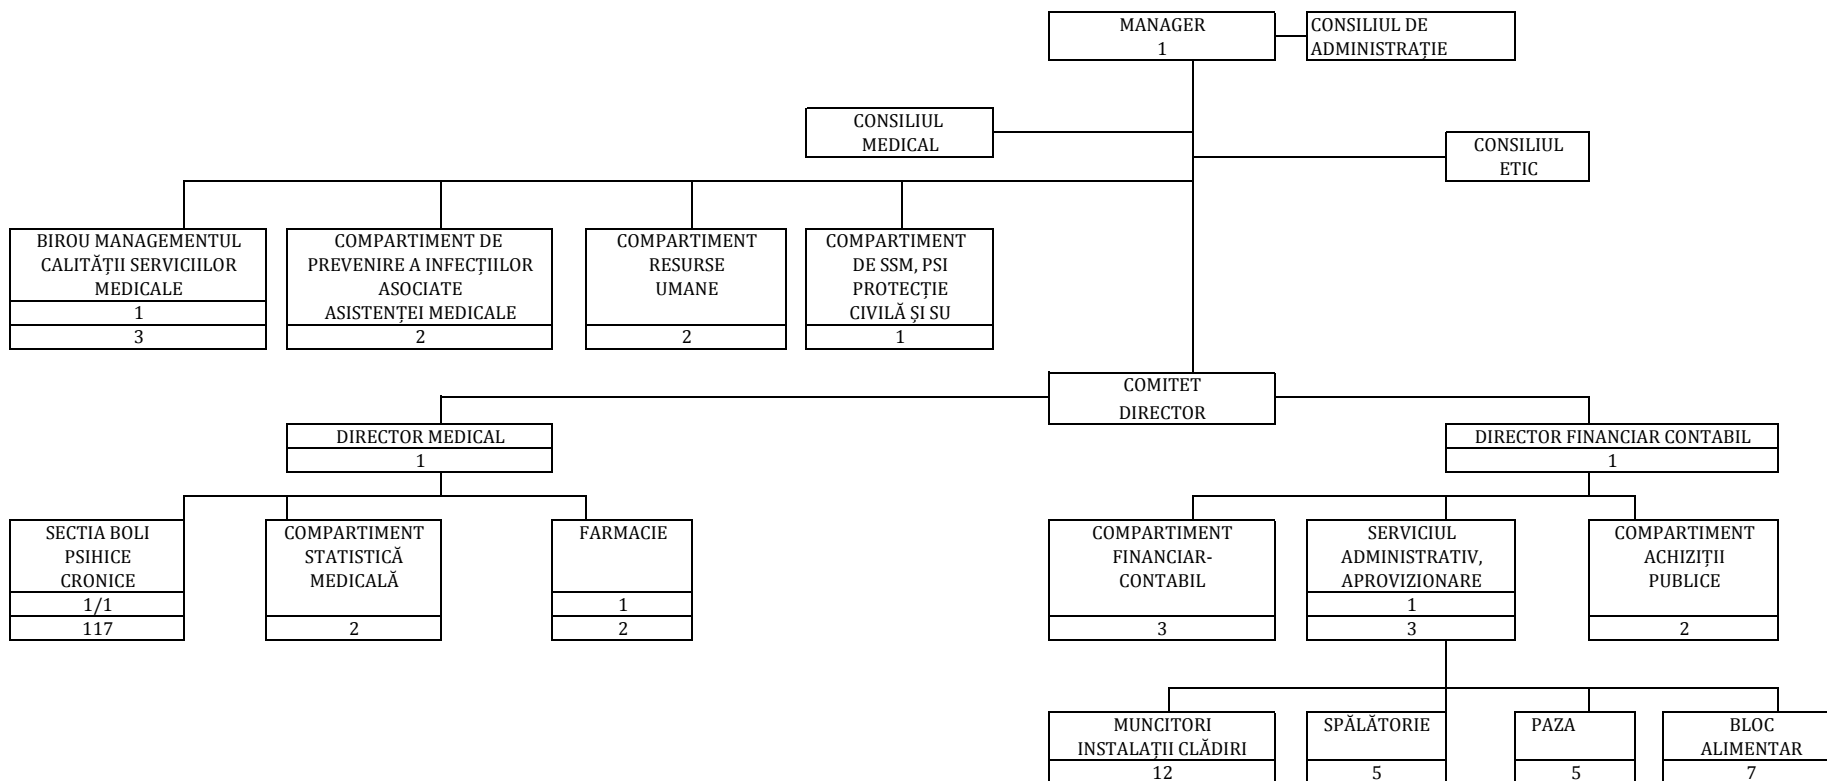 MANAGER
1
CONSILIUL DE
ADMINISTRAȚIE
CONSILIUL
MEDICAL
CONSILIUL
ETIC
BIROU MANAGEMENTUL
CALITĂȚII SERVICIILOR
MEDICALE
1
3
COMPARTIMENT DE
PREVENIRE A INFECȚIILOR
ASOCIATE
ASISTENȚEI MEDICALE
2
COMPARTIMENT
RESURSE
UMANE
2
COMPARTIMENT
DE SSM, PSI
PROTECȚIE
CIVILĂ ȘI SU
1
COMITET
DIRECTOR
DIRECTOR MEDICAL
1
DIRECTOR FINANCIAR CONTABIL
1
SECTIA BOLI
PSIHICE
CRONICE
1/1
117
COMPARTIMENT
STATISTICĂ
MEDICALĂ
2
FARMACIE
1
2
COMPARTIMENT
FINANCIAR-
CONTABIL
3
SERVICIUL
ADMINISTRATIV,
APROVIZIONARE
1
3
COMPARTIMENT
ACHIZIȚII
PUBLICE
2
MUNCITORI
INSTALAȚII CLĂDIRI
12
SPĂLĂTORIE
5
PAZA
5
BLOC
ALIMENTAR
7